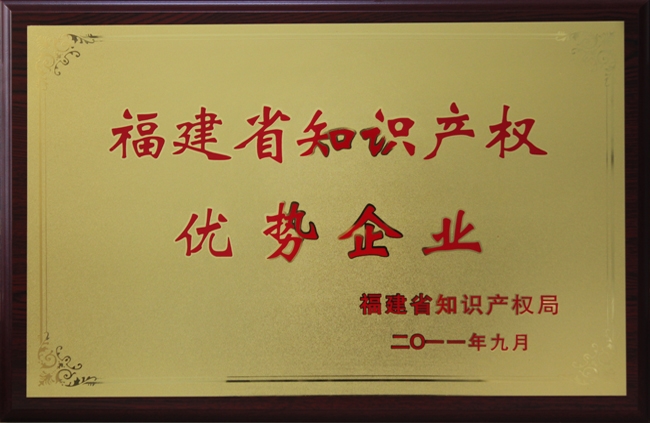 福建省知识产权
优势企业
福建省知识产权局
二〇一一年九月